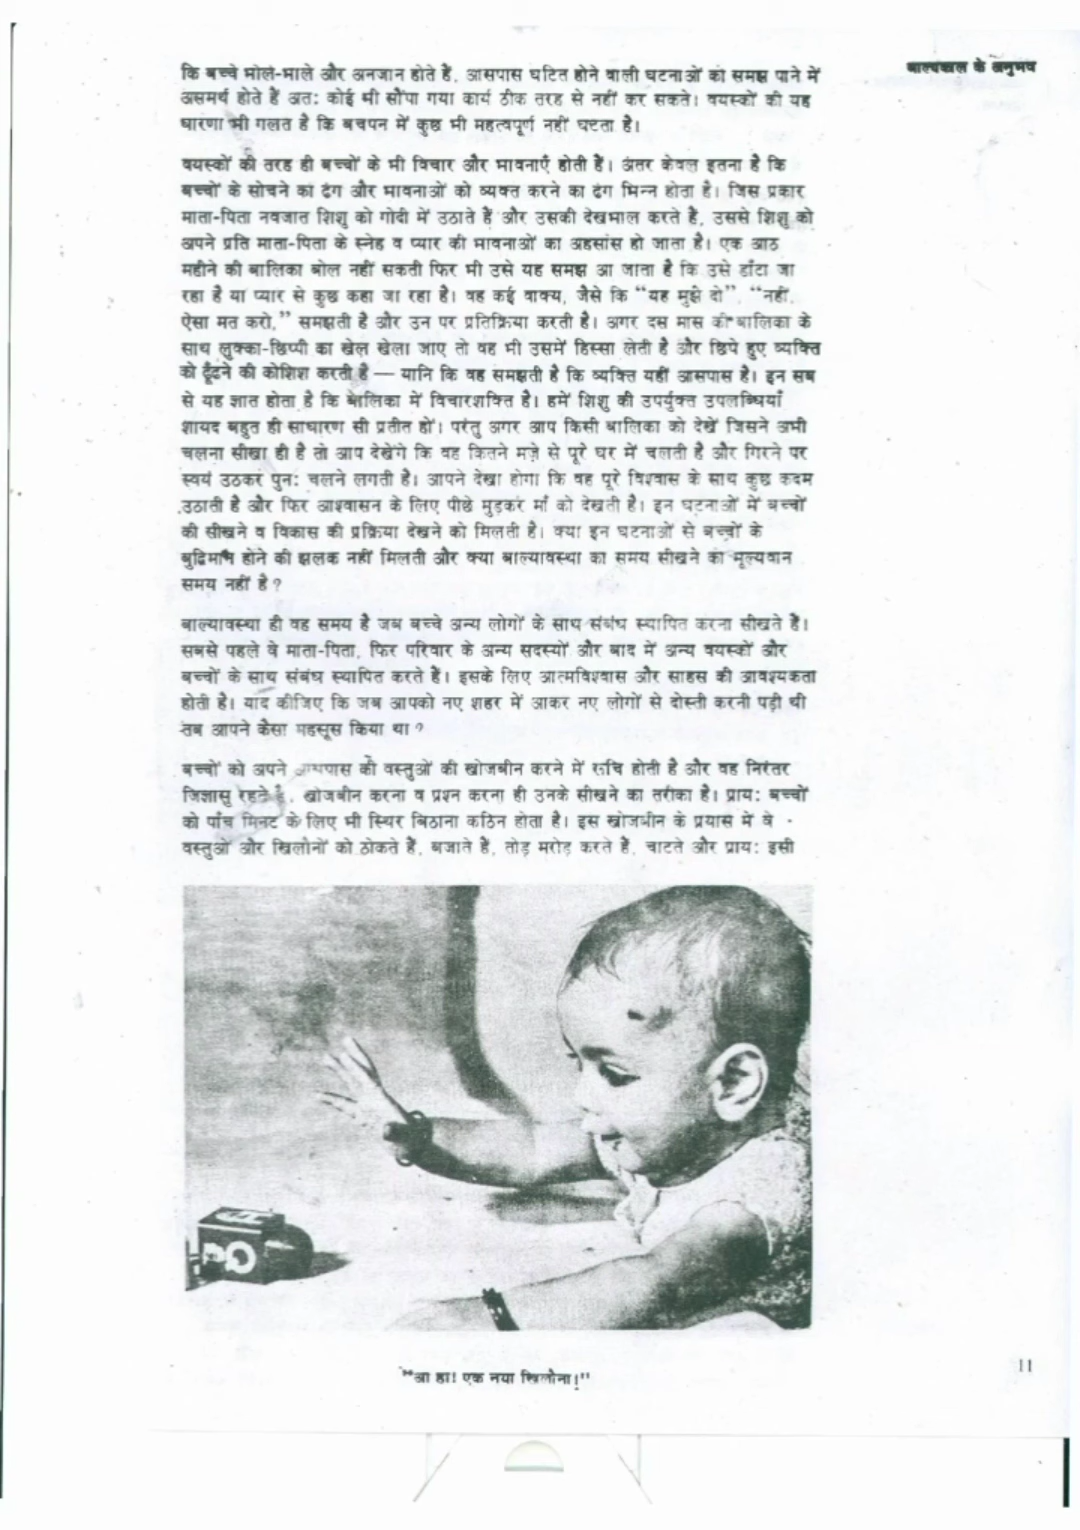 बाल्यकाल के अनुभव
कि बच्चे भोले-भाले और अनजान होते हैं, आसपास घटित होने वाली घटनाओं को समझ पाने में
असमर्थ होते हैं अतः कोई भी सौंपा गया कार्य ठीक तरह से नहीं कर सकते। वयस्कों की यह
धारणा भी गलत है कि बचपन में कुछ भी महत्वपूर्ण नहीं घटता है।
वयस्कों की तरह ही बच्चों के भी विचार और भावनाएँ होती हैं। अंतर केवल इतना है कि
बच्चों के सोचने का ढंग और भावनाओं को व्यक्त करने का ढंग भिन्न होता है। जिस प्रकार
माता-पिता नवजात शिशु को गोदी में उठाते हैं और उसकी देखभाल करते हैं, उससे शिशु को
अपने प्रति माता-पिता के स्नेह व प्यार की भावनाओं का अहसास हो जाता है। एक आठ
महीने की बालिका बोल नहीं सकती फिर भी उसे यह समझ आ जाता है कि उसे डाँटा जा
रहा है या प्यार से कुछ कहा जा रहा है। वह कई वाक्य, जैसे कि “यह मुझे दो”, “नहीं,
ऐसा मत करो,” समझती है और उन पर प्रतिक्रिया करती है। अगर दस मास की बालिका के
साथ लुक्का-छिप्पी का खेल खेला जाए तो वह भी उसमें हिस्सा लेती है और छिपे हुए व्यक्ति
को ढूँढने की कोशिश करती है — यानि कि वह समझती है कि व्यक्ति यहीं आसपास है। इन सब
से यह ज्ञात होता है कि बालिका में विचारशक्ति है। हमें शिशु की उपर्युक्त उपलब्धियाँ
शायद बहुत ही साधारण सी प्रतीत हों। परंतु अगर आप किसी बालिका को देखें जिसने अभी
चलना सीखा ही है तो आप देखेंगे कि वह कितने मज़े से पूरे घर में चलती है और गिरने पर
स्वयं उठकर पुनः चलने लगती है। आपने देखा होगा कि वह पूरे विश्वास के साथ कुछ कदम
उठाती है और फिर आश्वासन के लिए पीछे मुड़कर माँ को देखती है। इन घटनाओं में बच्चों
की सीखने व विकास की प्रक्रिया देखने को मिलती है। क्या इन घटनाओं से बच्चों के
बुद्धिमान होने की झलक नहीं मिलती और क्या बाल्यावस्था का समय सीखने का मूल्यवान
समय नहीं है?
बाल्यावस्था ही वह समय है जब बच्चे अन्य लोगों के साथ संबंध स्थापित करना सीखते हैं।
सबसे पहले वे माता-पिता, फिर परिवार के अन्य सदस्यों और बाद में अन्य वयस्कों और
बच्चों के साथ संबंध स्थापित करते हैं। इसके लिए आत्मविश्वास और साहस की आवश्यकता
होती है। याद कीजिए कि जब आपको नए शहर में आकर नए लोगों से दोस्ती करनी पड़ी थी
तब आपने कैसा महसूस किया था?
बच्चों को अपने आसपास की वस्तुओं की खोजबीन करने में रुचि होती है और वह निरंतर
जिज्ञासु रहते हैं, खोजबीन करना व प्रश्न करना ही उनके सीखने का तरीका है। प्रायः बच्चों
को पाँच मिनट के लिए भी स्थिर बिठाना कठिन होता है। इस खोजबीन के प्रयास में वे
वस्तुओं और खिलौनों को ठोकते हैं, बजाते हैं, तोड़ मरोड़ करते हैं, चाटते और प्रायः इसी
"आ हा! एक नया खिलौना!"
11